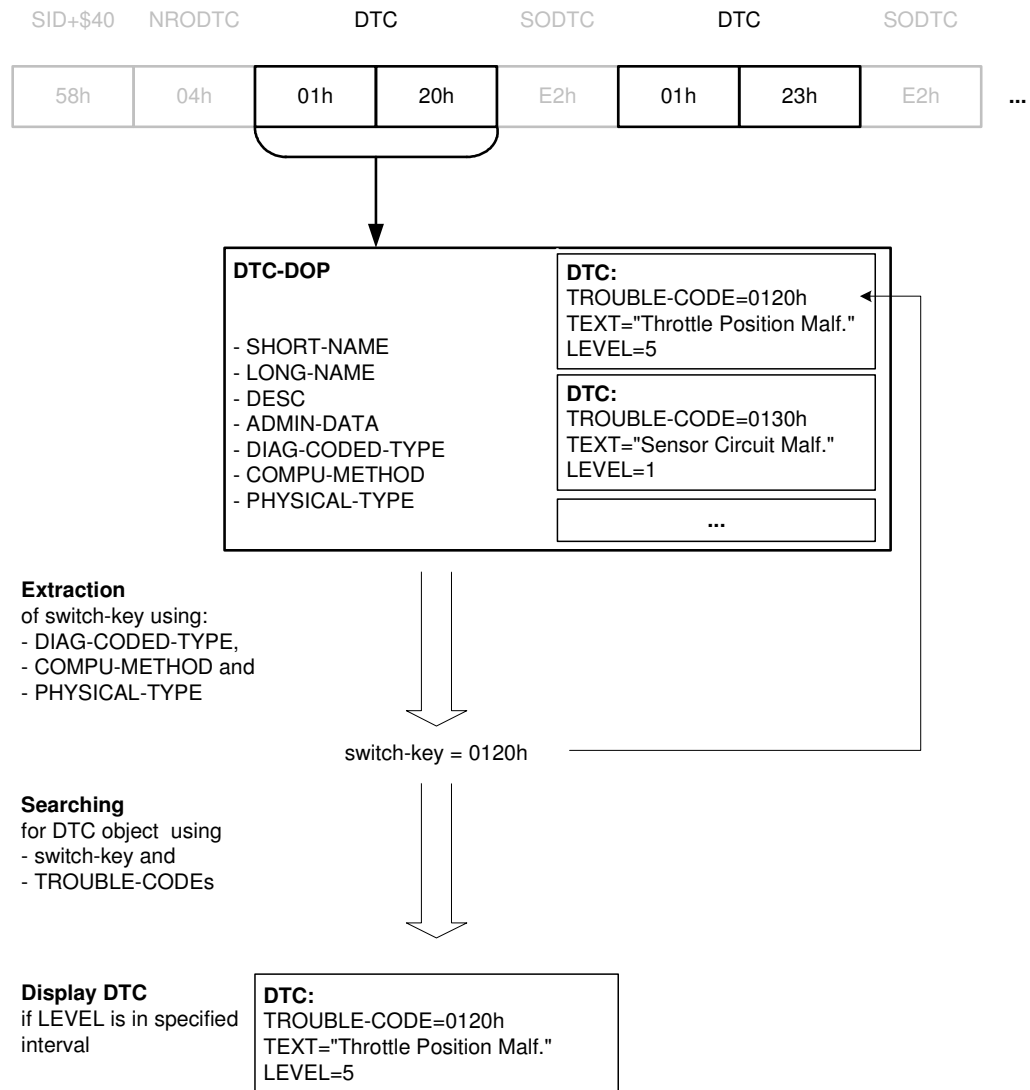 SID+$40 NRODTC DTC SODTC DTC SODTC
58h 04h 01h 20h E2h 01h 23h E2h ...
DTC-DOP
- SHORT-NAME
- LONG-NAME
- DESC
- ADMIN-DATA
- DIAG-CODED-TYPE
- COMPU-METHOD
- PHYSICAL-TYPE
DTC:
TROUBLE-CODE=0120h
TEXT="Throttle Position Malf."
LEVEL=5
DTC:
TROUBLE-CODE=0130h
TEXT="Sensor Circuit Malf."
LEVEL=1
...
Extraction
of switch-key using:
- DIAG-CODED-TYPE,
- COMPU-METHOD and
- PHYSICAL-TYPE
switch-key = 0120h
Searching
for DTC object using
- switch-key and
- TROUBLE-CODEs
Display DTC
if LEVEL is in specified
interval
DTC:
TROUBLE-CODE=0120h
TEXT="Throttle Position Malf."
LEVEL=5